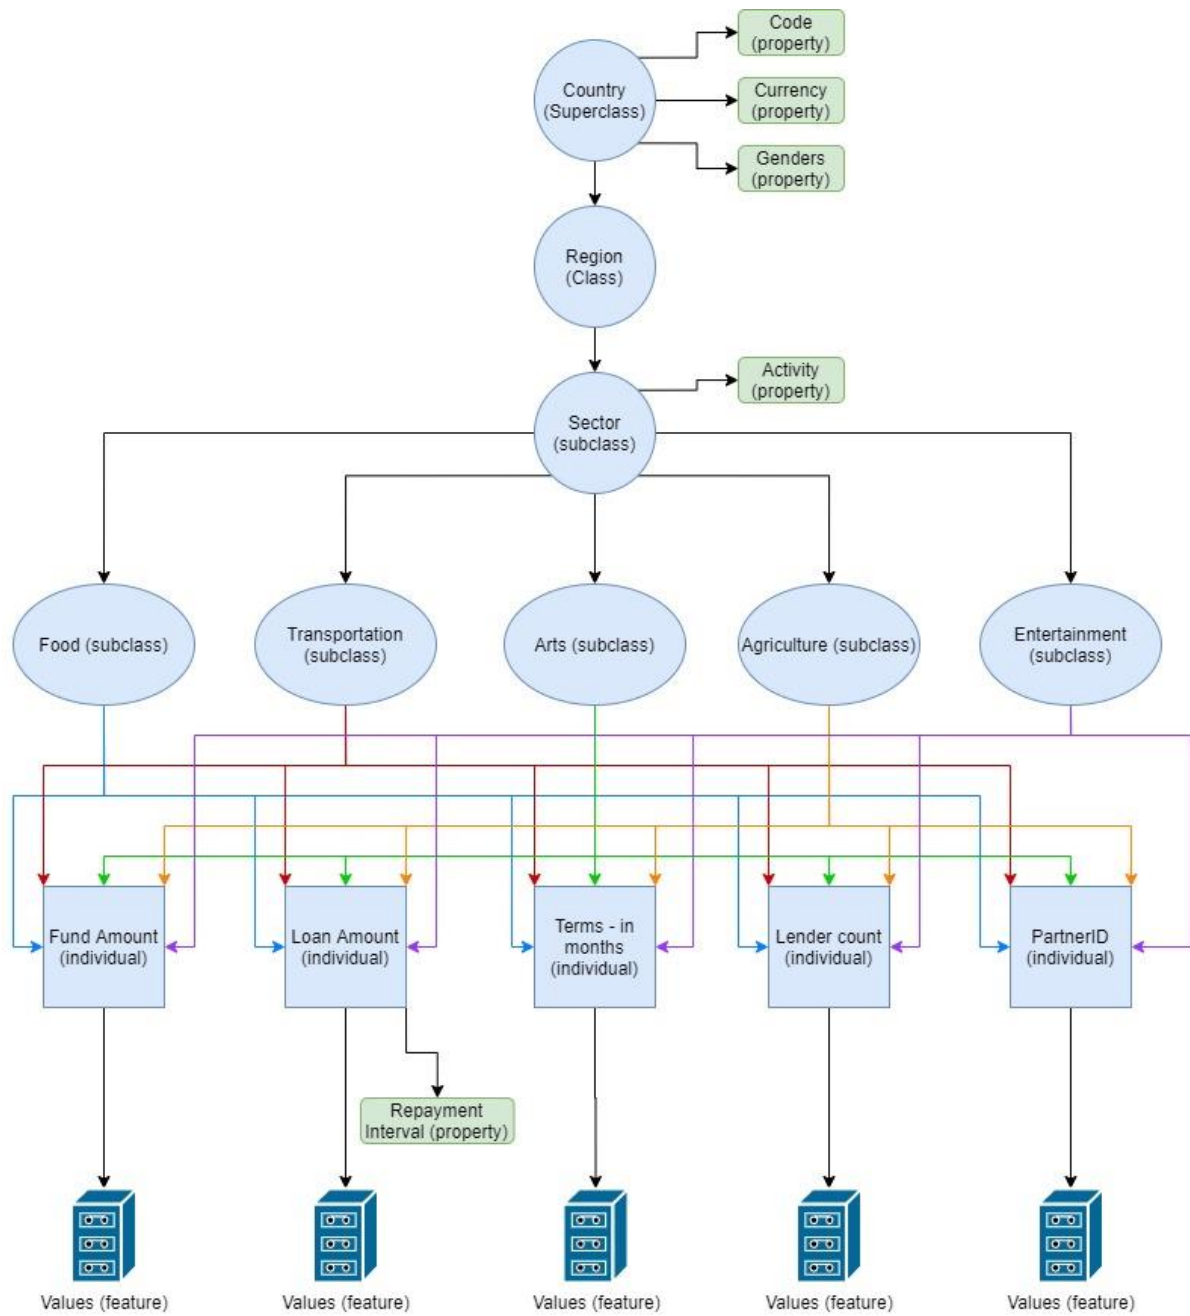 Code
(property)
Country
(Superclass)
Currency
(property)
Genders
(property)
Region
(Class)
Activity
(property)
Sector
(subclass)
Food (subclass)
Transportation
(subclass)
Arts (subclass)
Agriculture (subclass)
Entertainment
(subclass)
Fund Amount
(individual)
Loan Amount
(individual)
Terms - in
months
(individual)
Lender count
(individual)
PartnerID
(individual)
Repayment
Interval (property)
Values (feature)
Values (feature)
Values (feature)
Values (feature)
Values (feature)